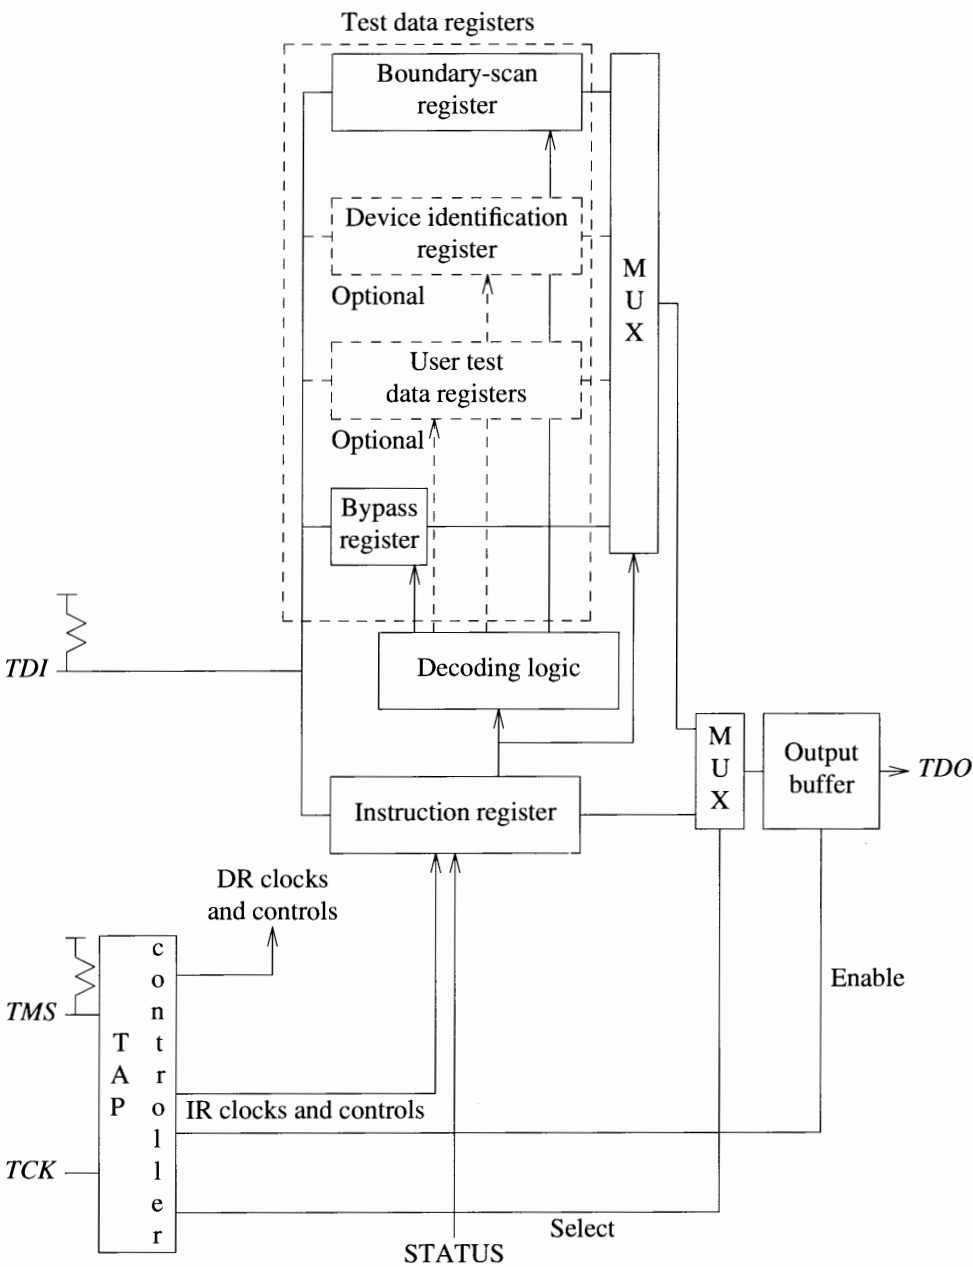 Test data registers
Boundary-scan
register
Device identification
register
Optional
User test
data registers
Optional
Bypass
register
M
U
X
TDI
Decoding logic
M
U
X
Output
buffer
TDO
Instruction register
DR clocks
and controls
TMS
TAP
controller
Enable
IR clocks and controls
TCK
Select
STATUS